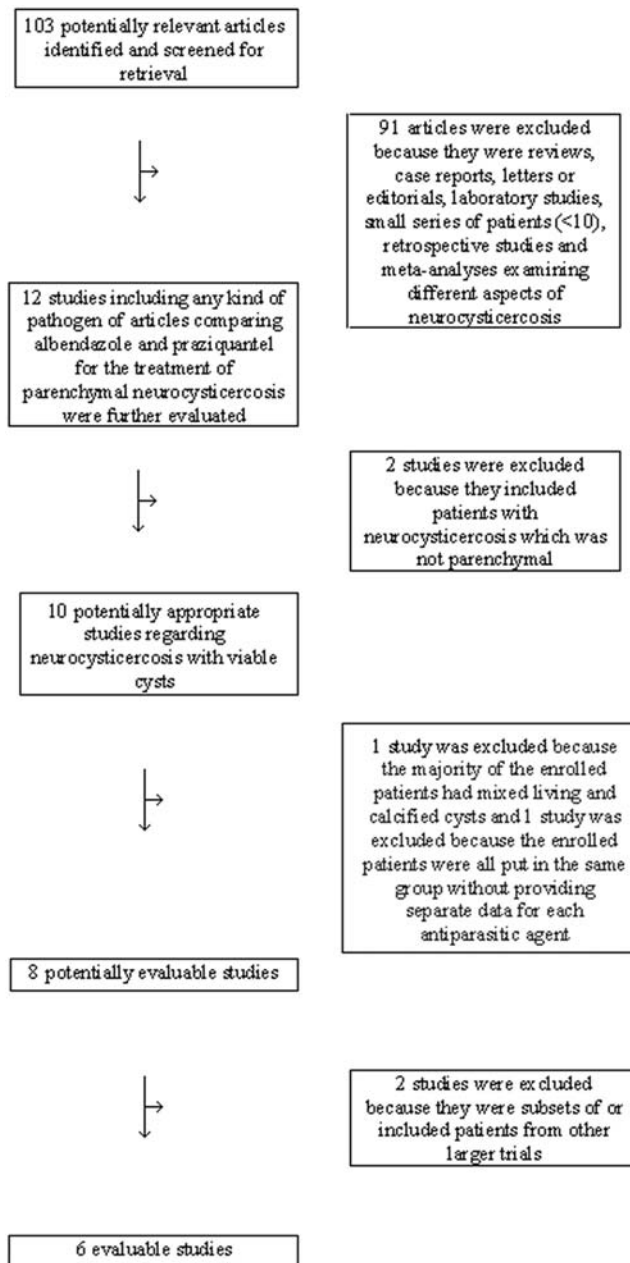 103 potentially relevant articles
identified and screened for
retrieval
91 articles were excluded
because they were reviews,
case reports, letters or
editorials, laboratory studies,
small series of patients (<10),
retrospective studies and
meta-analyses examining
different aspects of
neurocysticercosis
12 studies including any kind of
pathogen of articles comparing
albendazole and praziquantel
for the treatment of
parenchymal neurocysticercosis
were further evaluated
2 studies were excluded
because they included
patients with
neurocysticercosis which was
not parenchymal
10 potentially appropriate
studies regarding
neurocysticercosis with viable
cysts
1 study was excluded because
the majority of the enrolled
patients had mixed living and
calcified cysts and 1 study was
excluded because the enrolled
patients were all put in the same
group without providing
separate data for each
antiparasitic agent
8 potentially evaluable studies
2 studies were excluded
because they were subsets of or
included patients from other
larger trials
6 evaluable studies